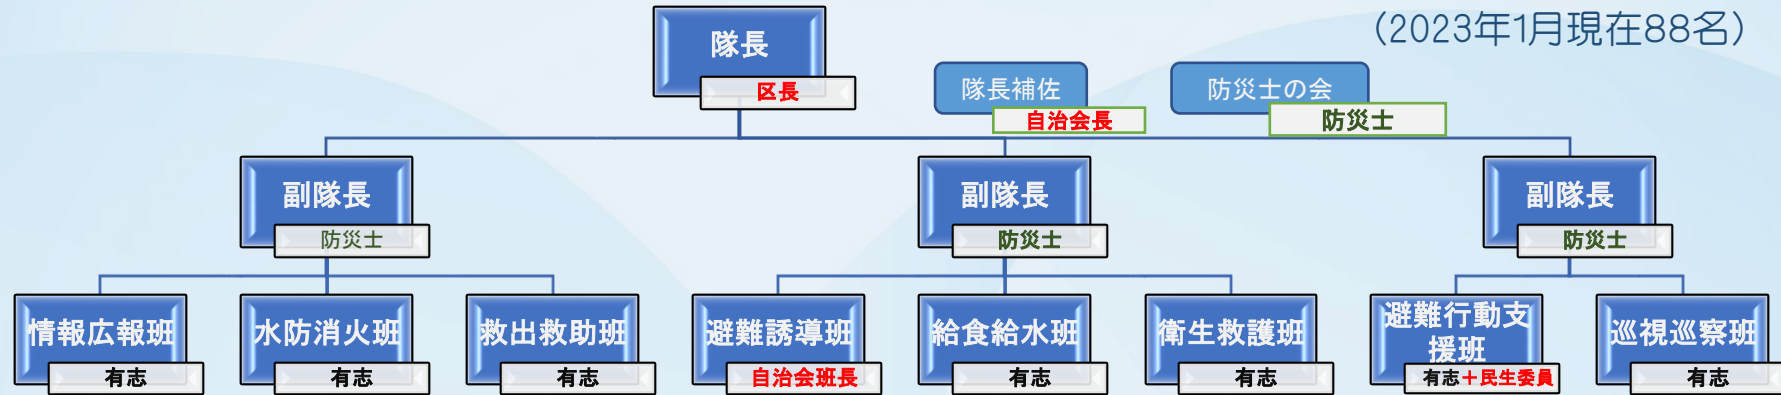 （2023年1月現在88名）
隊長
区長
隊長補佐
自治会長
防災士の会
防災士
副隊長
防災士
副隊長
防災士
副隊長
防災士
情報広報班
有志
水防消火班
有志
救出救助班
有志
避難誘導班
自治会班長
給食給水班
有志
衛生救護班
有志
避難行動支
援班
有志＋民生委員
巡視巡察班
有志